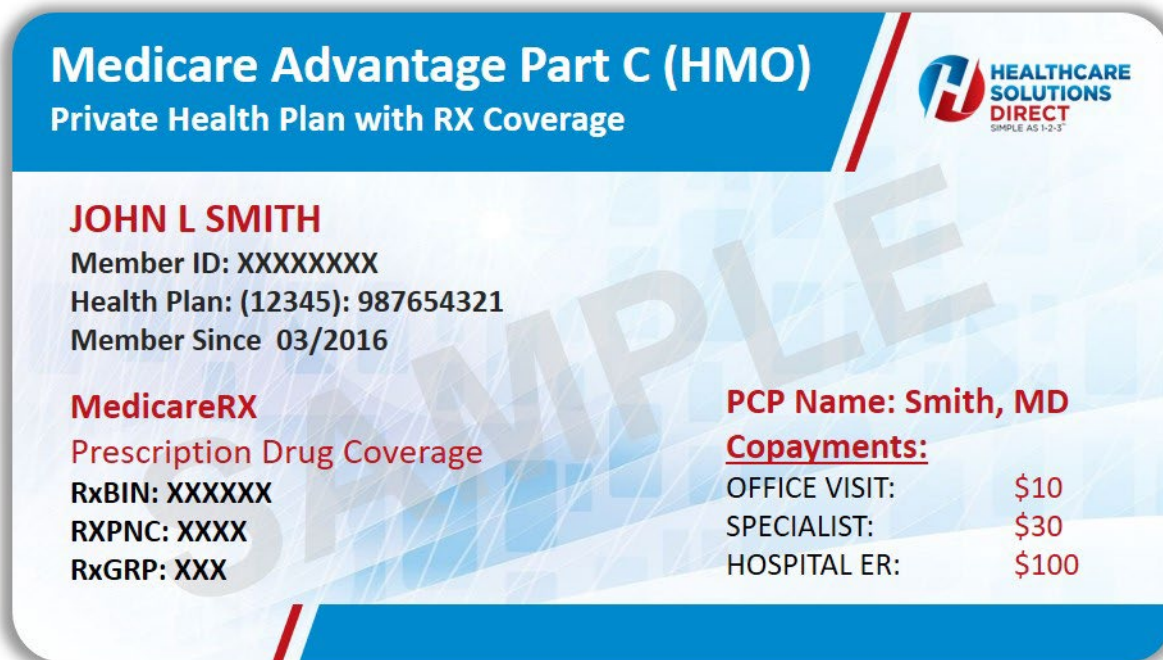 Medicare Advantage Part C (HMO)
Private Health Plan with RX Coverage
HEALTHCARE
SOLUTIONS
DIRECT
SIMPLE AS 1-2-3™
JOHN L SMITH
Member ID: XXXXXXXX
Health Plan: (12345): 987654321
Member Since 03/2016
SAMPLE
MedicareRX
Prescription Drug Coverage
RxBIN: XXXXXX
RXPNC: XXXX
RxGRP: XXX
PCP Name: Smith, MD
Copayments:
OFFICE VISIT: $10
SPECIALIST: $30
HOSPITAL ER: $100